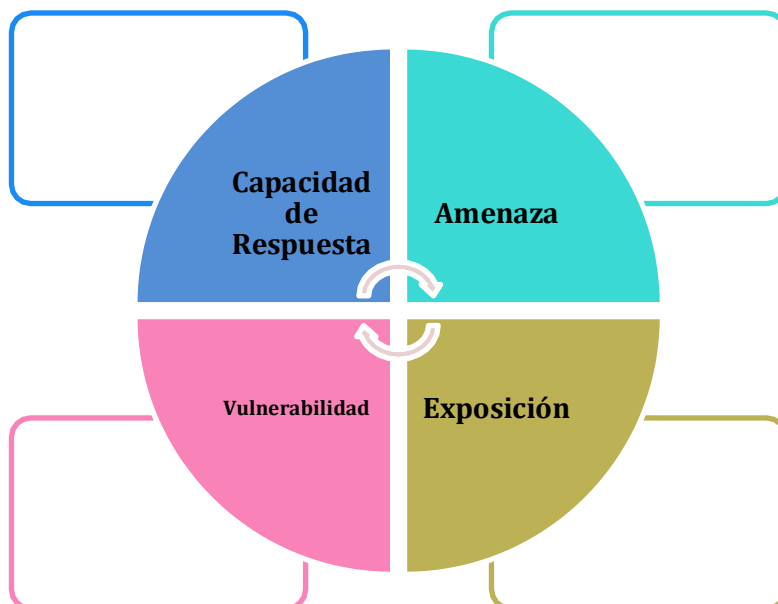 Capacidad
de
Respuesta
Amenaza
Vulnerabilidad
Exposición